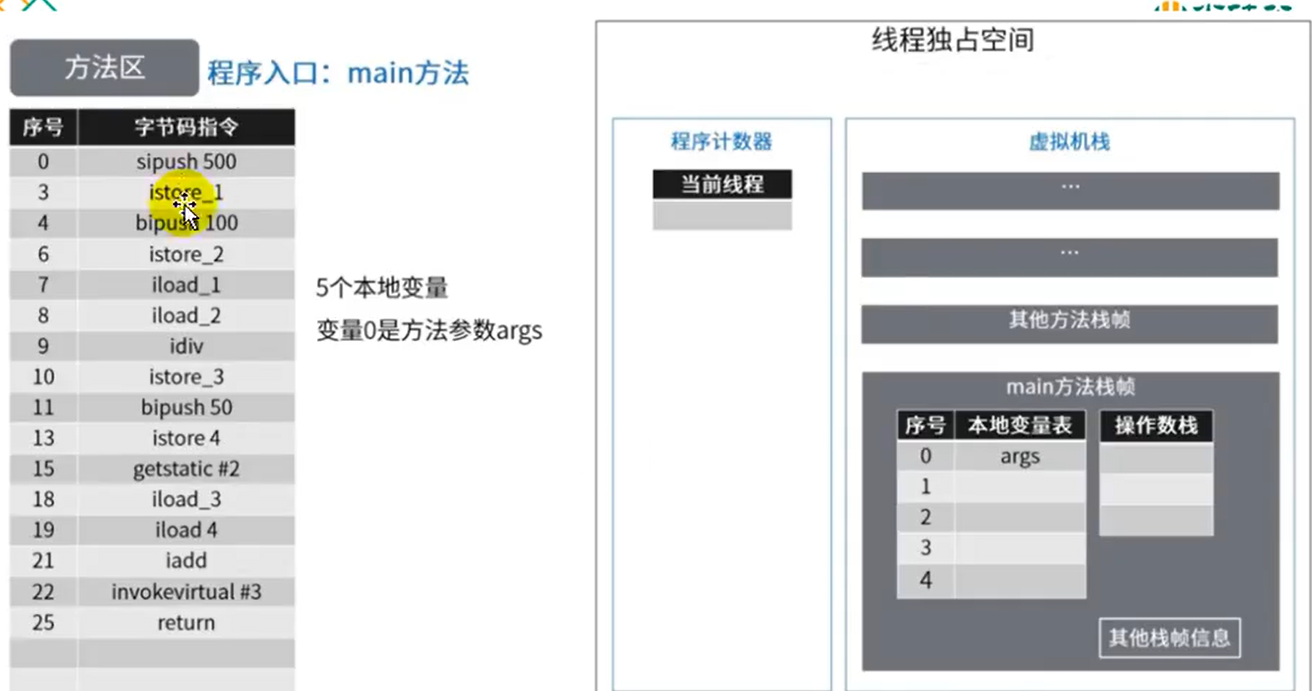 方法区
程序入口：main方法
序号 字节码指令
0 sipush 500
3 istore_1
4 bipush 100
6 istore_2
7 iload_1
8 iload_2
9 idiv
10 istore_3
11 bipush 50
13 istore 4
15 getstatic #2
18 iload_3
19 iload 4
21 iadd
22 invokevirtual #3
25 return
5个本地变量
变量0是方法参数args
线程独占空间
程序计数器
当前线程
虚拟机栈
...
...
其他方法栈帧
main方法栈帧
序号 本地变量表
0 args
1
2
3
4
操作数栈
其他栈帧信息